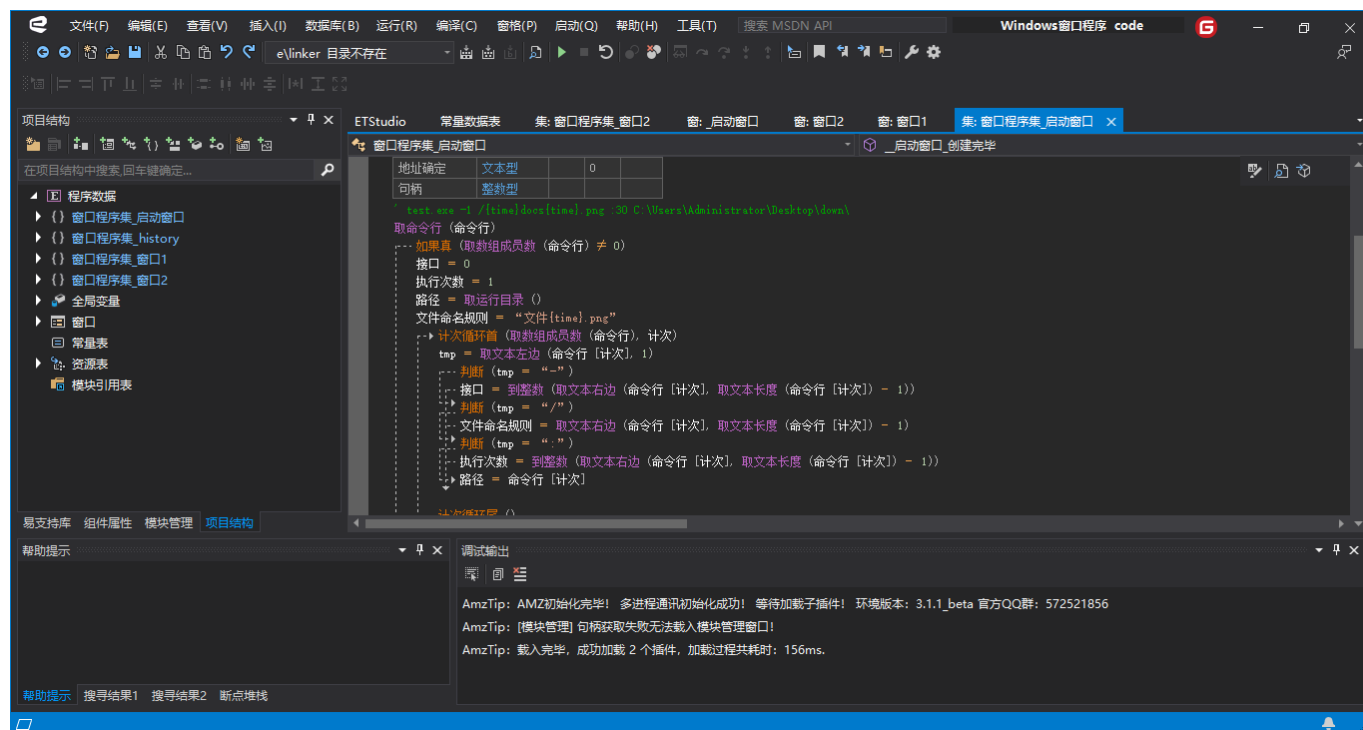 文件(F) 编辑(E) 查看(V) 插入(I) 数据库(B) 运行(R) 编译(C) 窗格(P) 启动(Q) 帮助(H) 工具(T) 搜索 MSDN API Windows窗口程序 code
e\linker 目录不存在
项目结构
ETStudio 常量数据表 集: 窗口程序集_窗口2 窗: _启动窗口 窗: 窗口2 窗: 窗口1 集: 窗口程序集_启动窗口
窗口程序集_启动窗口 __启动窗口_创建完毕
在项目结构中搜索,回车键确定...
程序数据
{} 窗口程序集_启动窗口
{} 窗口程序集_history
{} 窗口程序集_窗口1
{} 窗口程序集_窗口2
全局变量
窗口
常量表
资源表
模块引用表
地址确定 文本型 0
句柄 整数型
' test.exe -1 /{time}docs{time}.png :30 C:\Users\Administrator\Desktop\down\
取命令行 (命令行)
如果真 (取数组成员数 (命令行) ≠ 0)
接口 = 0
执行次数 = 1
路径 = 取运行目录 ()
文件命名规则 = “文件{time}.png”
计次循环首 (取数组成员数 (命令行), 计次)
tmp = 取文本左边 (命令行 [计次], 1)
判断 (tmp = “-”)
接口 = 到整数 (取文本右边 (命令行 [计次], 取文本长度 (命令行 [计次]) - 1))
判断 (tmp = “/”)
文件命名规则 = 取文本右边 (命令行 [计次], 取文本长度 (命令行 [计次]) - 1)
判断 (tmp = “:”)
执行次数 = 到整数 (取文本右边 (命令行 [计次], 取文本长度 (命令行 [计次]) - 1))
路径 = 命令行 [计次]
计次循环尾 ()
易支持库 组件属性 模块管理 项目结构
帮助提示
调试输出
AmzTip: AMZ初始化完毕! 多进程通讯初始化成功! 等待加载子插件! 环境版本: 3.1.1_beta 官方QQ群: 572521856
AmzTip: [模块管理] 句柄获取失败无法载入模块管理窗口!
AmzTip: 载入完毕, 成功加载 2 个插件, 加载过程共耗时: 156ms.
帮助提示 搜寻结果1 搜寻结果2 断点堆栈